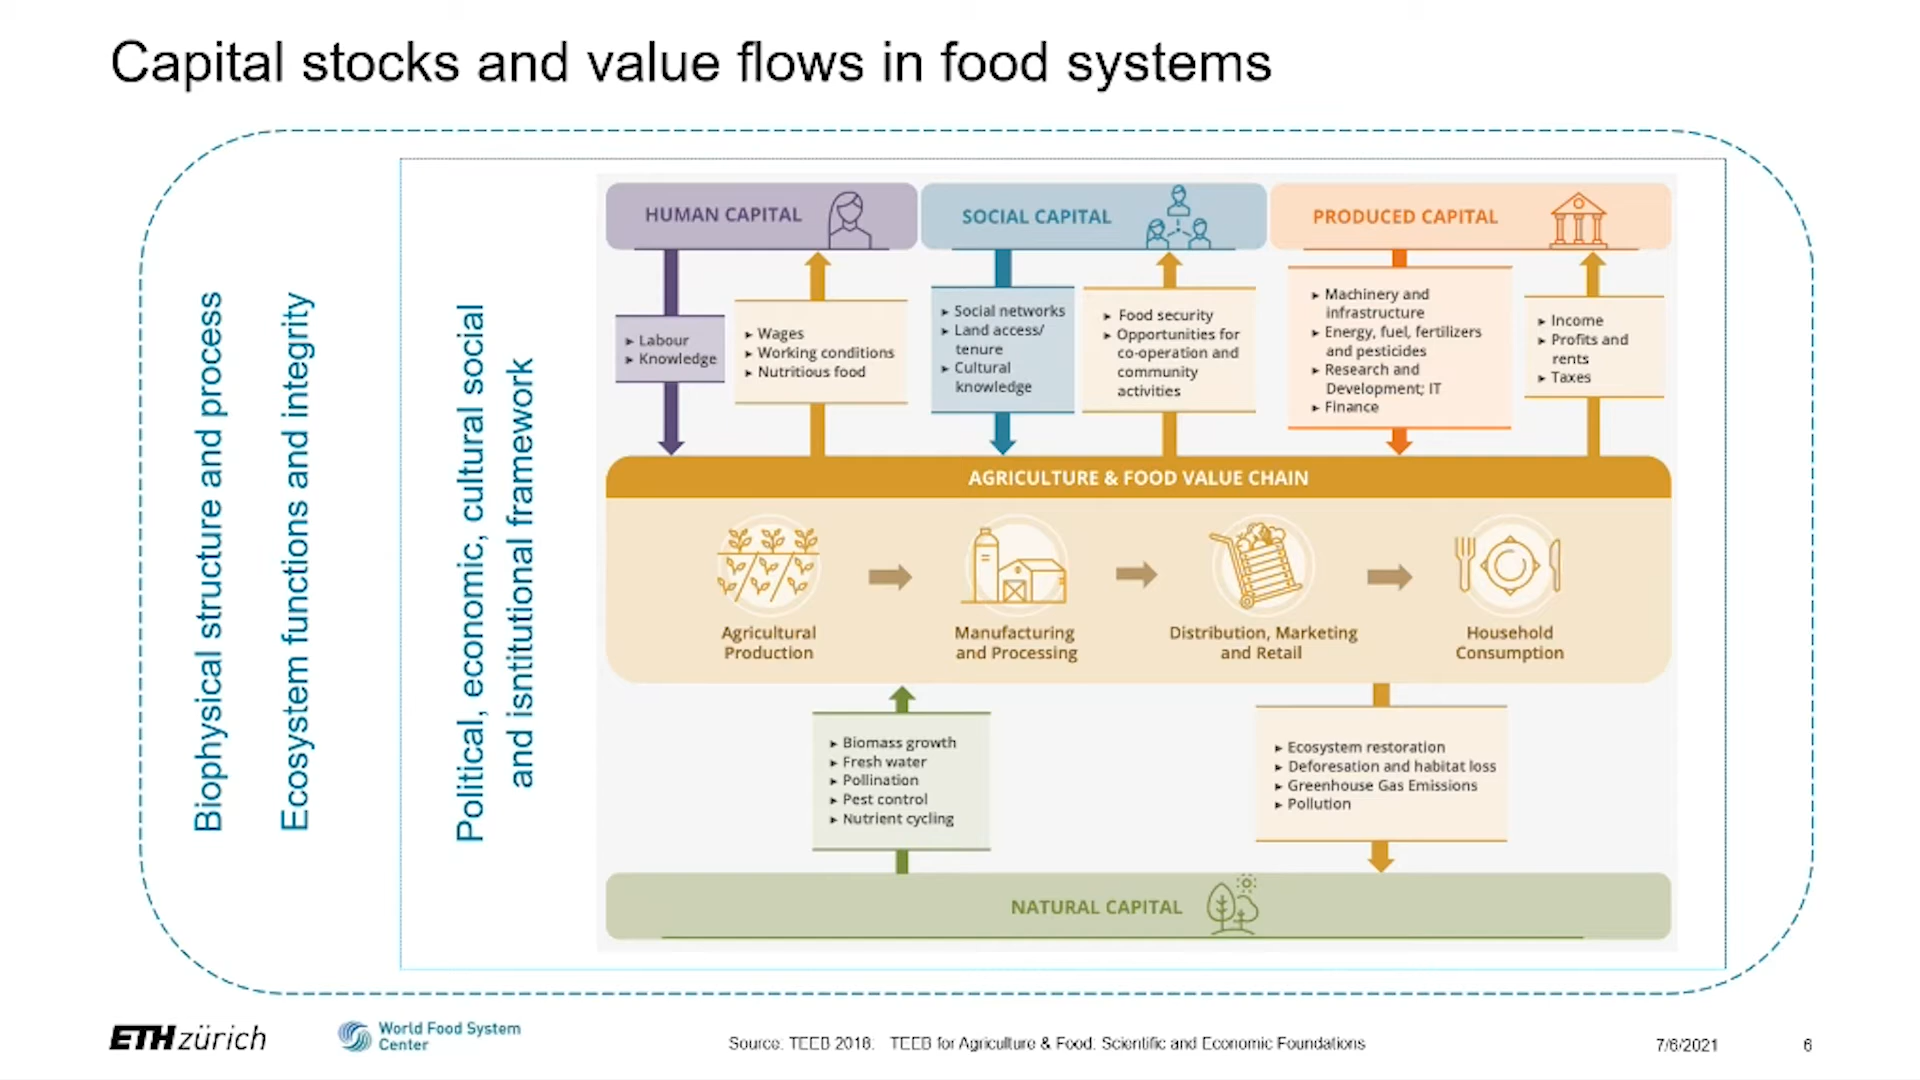 Capital stocks and value flows in food systems
Biophysical structure and process
Ecosystem functions and integrity
Political, economic, cultural social
and isntitutional framework
HUMAN CAPITAL
SOCIAL CAPITAL
PRODUCED CAPITAL
Labour
Knowledge
Wages
Working conditions
Nutritious food
Social networks
Land access/
tenure
Cultural
knowledge
Food security
Opportunities for
co-operation and
community
activities
Machinery and
infrastructure
Energy, fuel, fertilizers
and pesticides
Research and
Development; IT
Finance
Income
Profits and
rents
Taxes
AGRICULTURE & FOOD VALUE CHAIN
Agricultural
Production
Manufacturing
and Processing
Distribution, Marketing
and Retail
Household
Consumption
Biomass growth
Fresh water
Pollination
Pest control
Nutrient cycling
Ecosystem restoration
Deforesation and habitat loss
Greenhouse Gas Emissions
Pollution
NATURAL CAPITAL
ETH zürich
World Food System
Center
Source: TEEB 2018: TEEB for Agriculture & Food: Scientific and Economic Foundations
7/6/2021
6